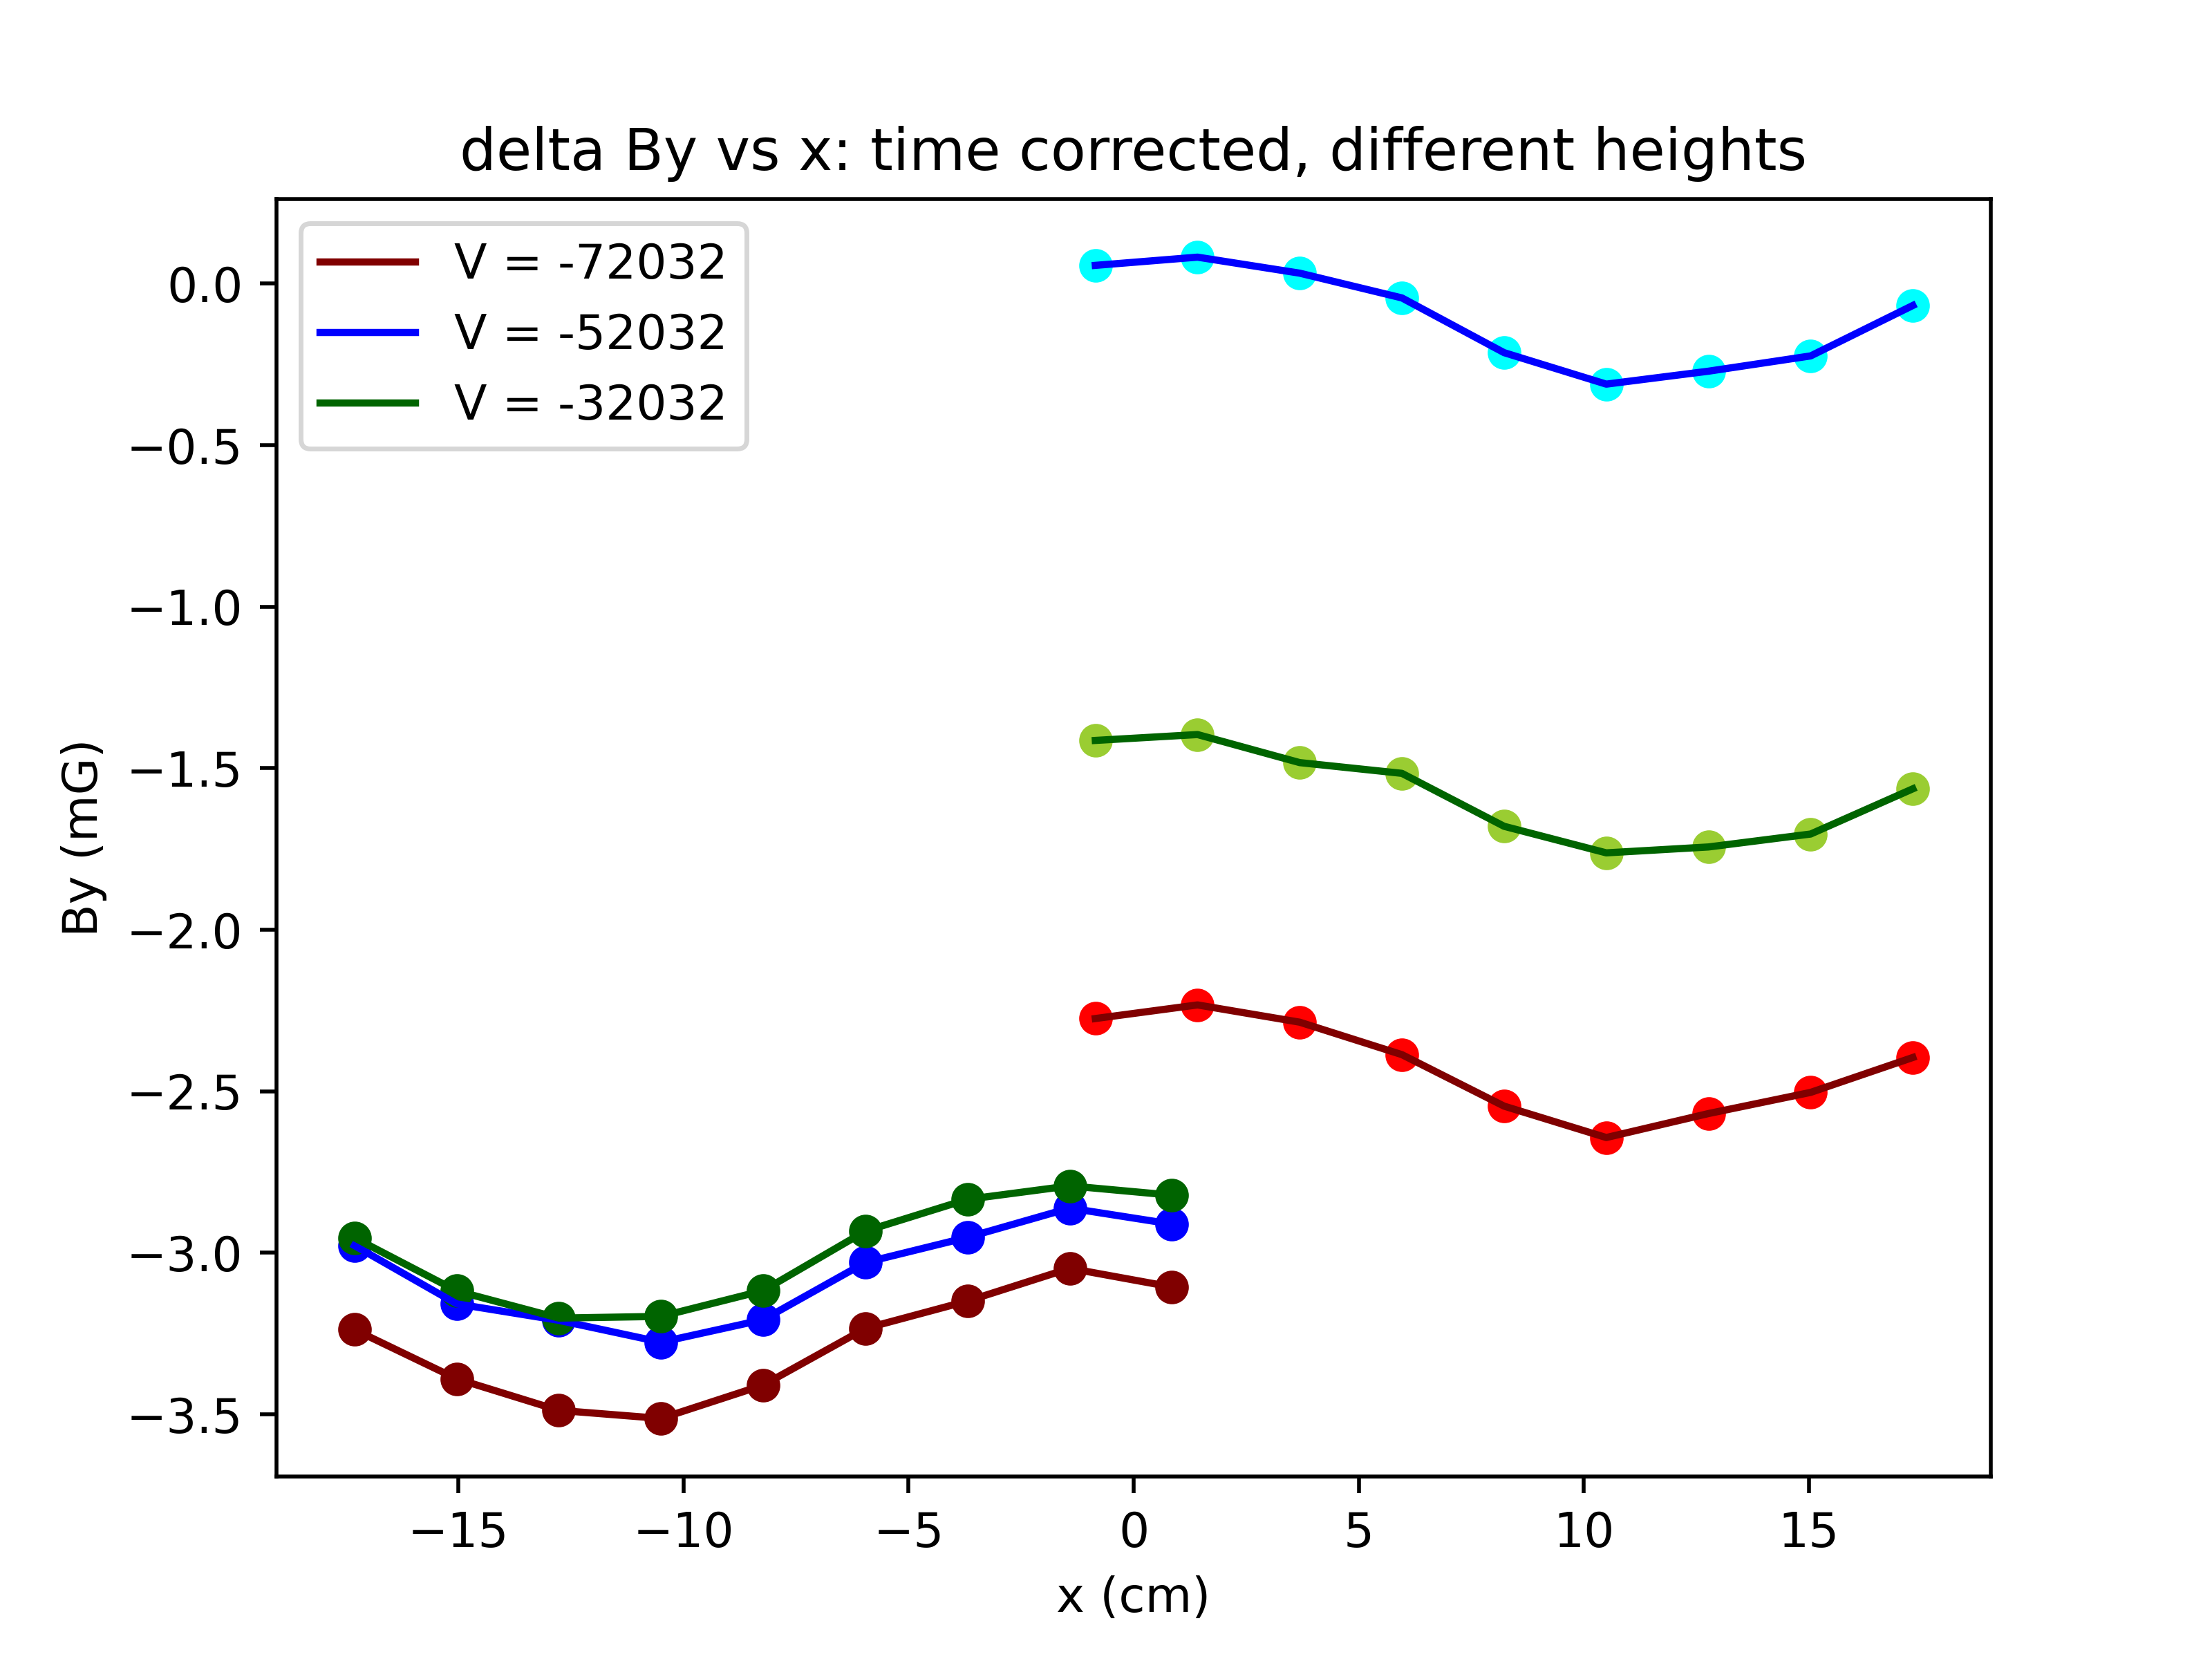 delta By vs x: time corrected, different heights
V = -72032
V = -52032
V = -32032
0.0
−0.5
−1.0
−1.5
−2.0
−2.5
−3.0
−3.5
By (mG)
−15 −10 −5 0 5 10 15
x (cm)